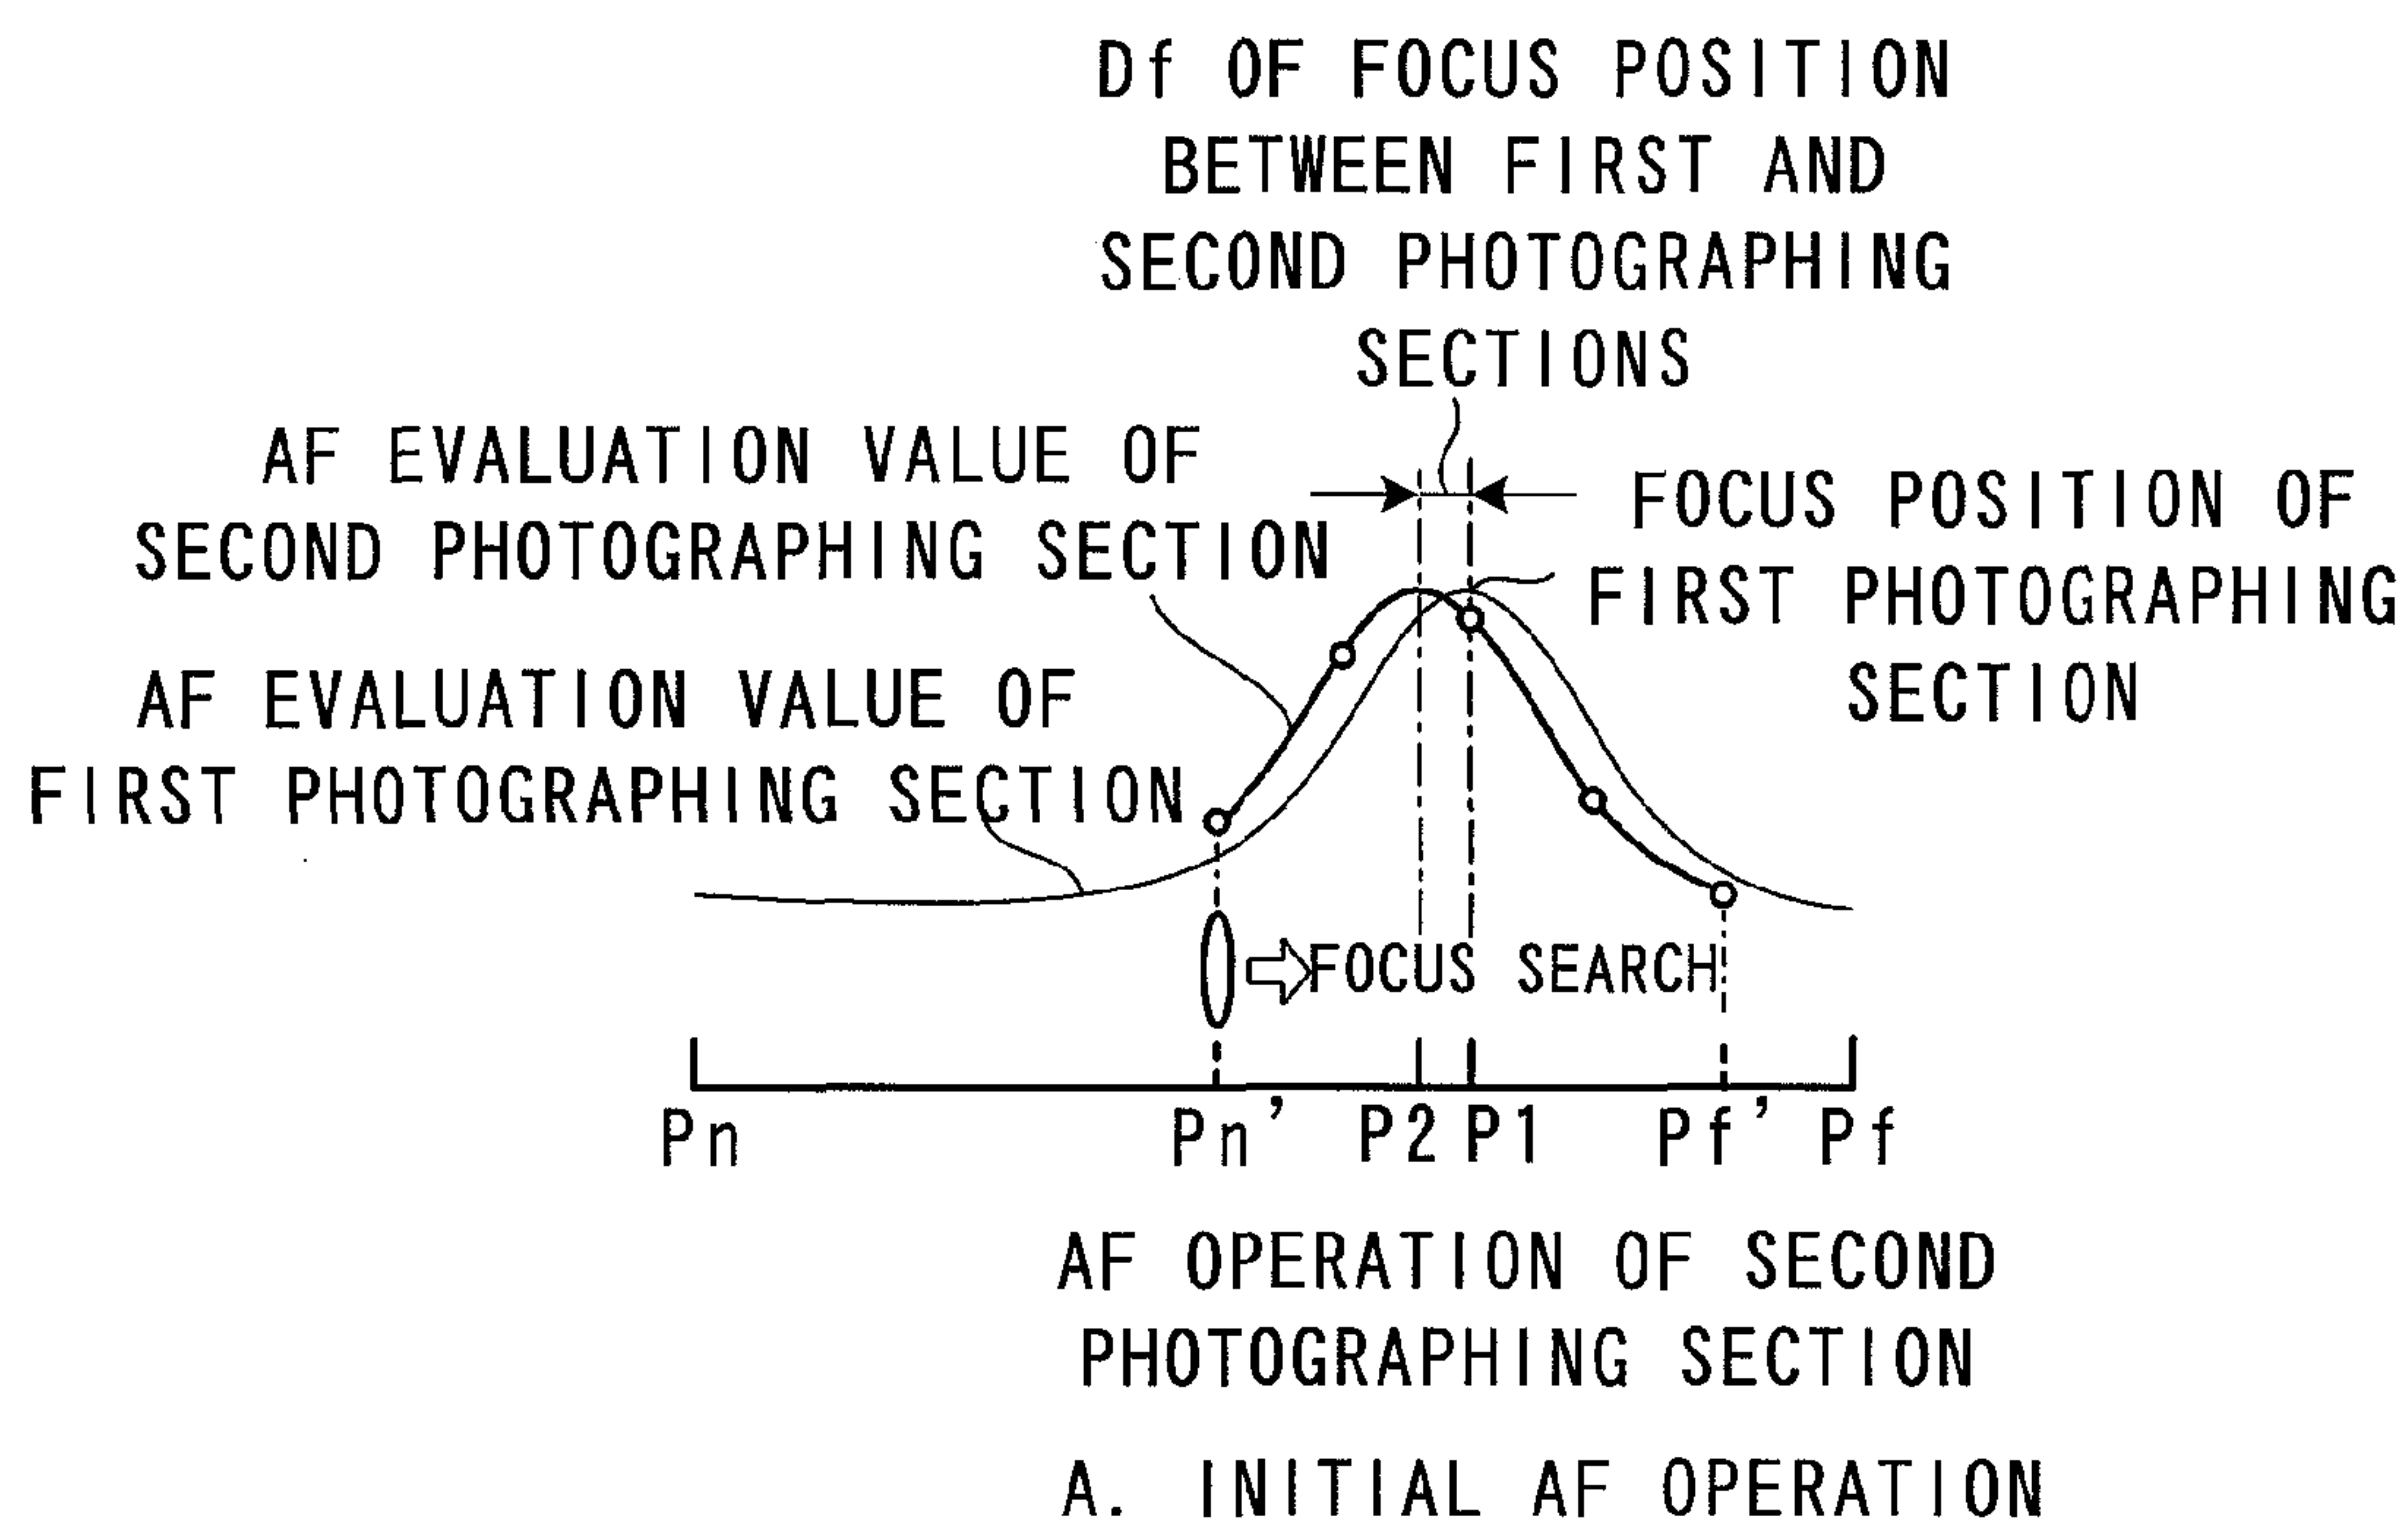 Df OF FOCUS POSITION
BETWEEN FIRST AND
SECOND PHOTOGRAPHING
SECTIONS
AF EVALUATION VALUE OF
SECOND PHOTOGRAPHING SECTION
FOCUS POSITION OF
FIRST PHOTOGRAPHING
SECTION
AF EVALUATION VALUE OF
FIRST PHOTOGRAPHING SECTION
FOCUS SEARCH
Pn Pn' P2 P1 Pf' Pf
AF OPERATION OF SECOND
PHOTOGRAPHING SECTION
A. INITIAL AF OPERATION